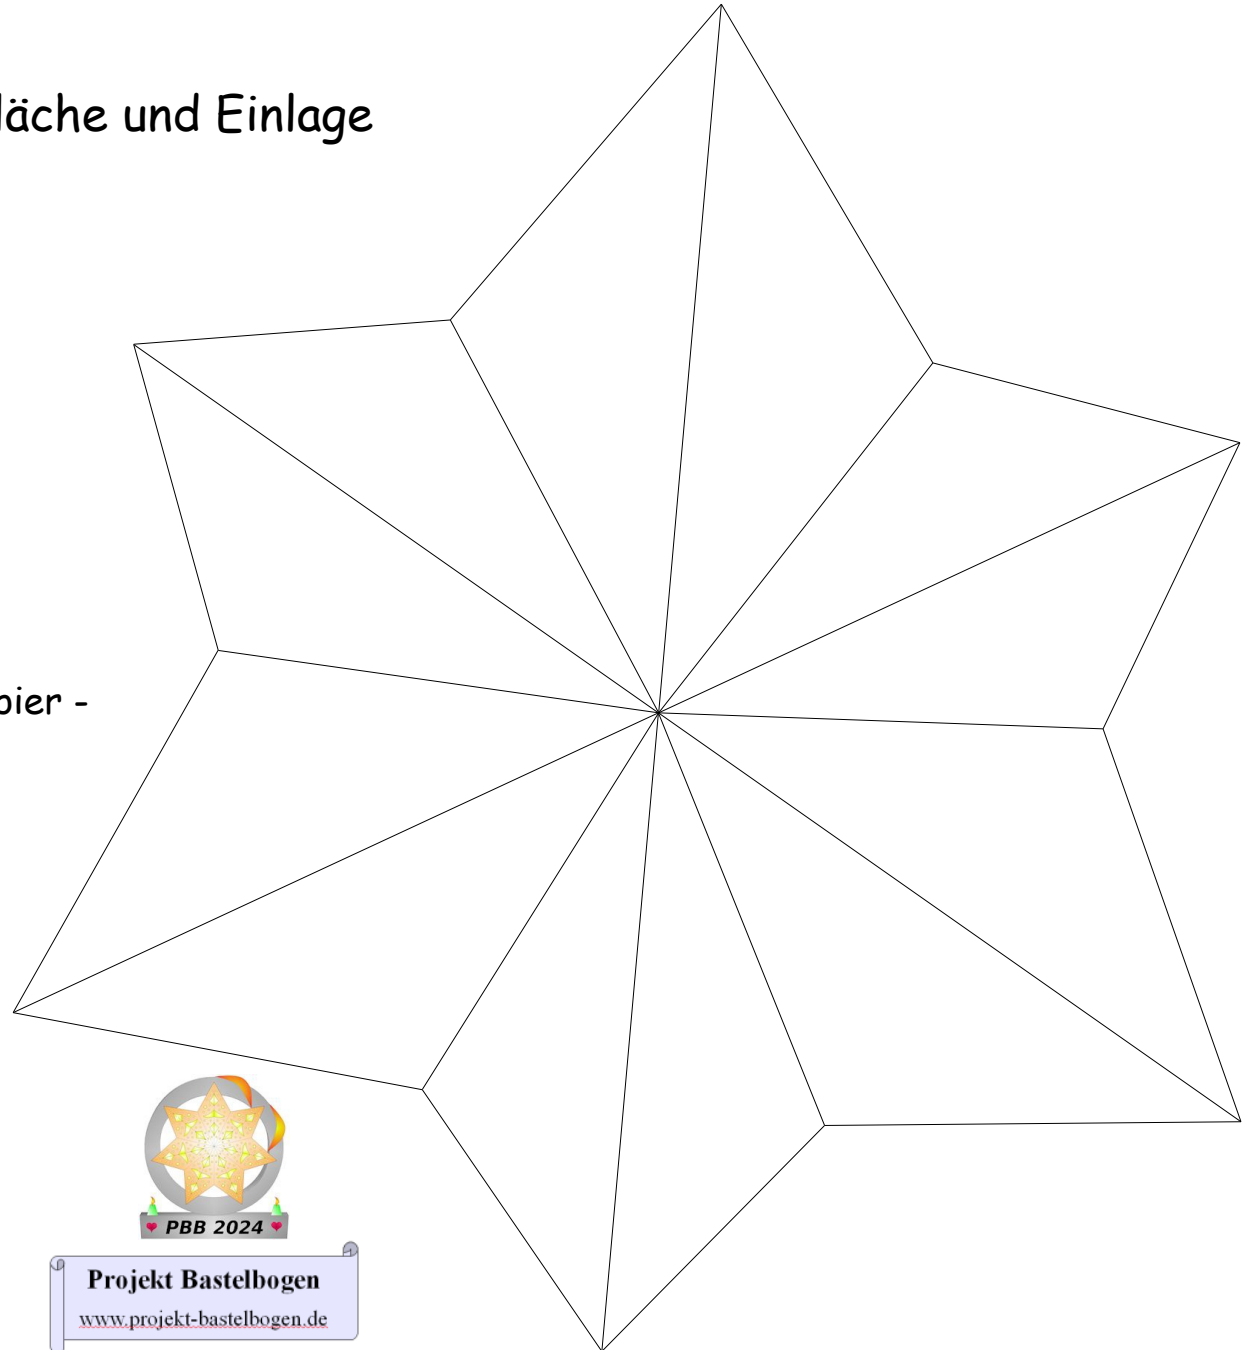 läche und Einlage
pier -
PBB 2024
Projekt Bastelbogen
www.projekt-bastelbogen.de